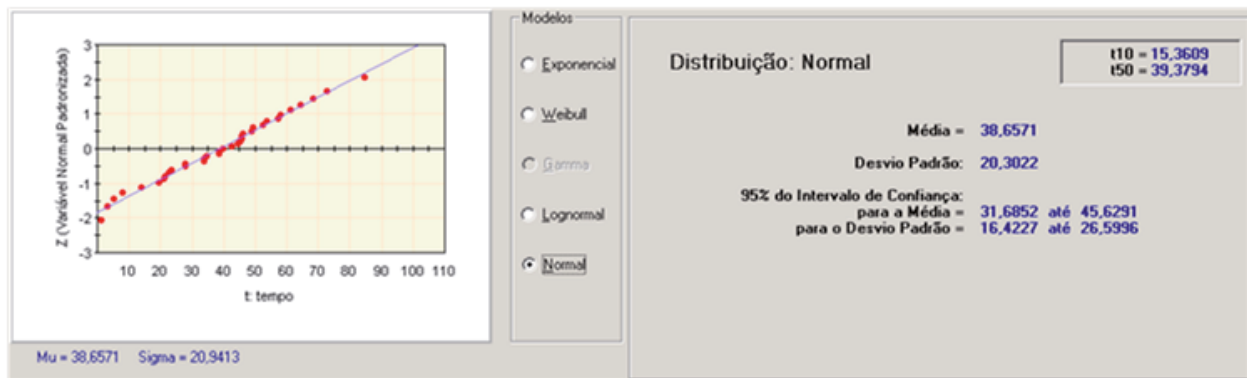 Z (Variável Normal Padronizada)
3
2
1
0
-1
-2
-3
10 20 30 40 50 60 70 80 90 100 110
t: tempo
Mu = 38,6571 Sigma = 20,9413
Modelos
Exponencial
Weibull
Gamma
Lognormal
Normal
Distribuição: Normal
t10 = 15,3609
t50 = 39,3794
Média = 38,6571
Desvio Padrão: 20,3022
95% do Intervalo de Confiança:
para a Média = 31,6852 até 45,6291
para o Desvio Padrão = 16,4227 até 26,5996